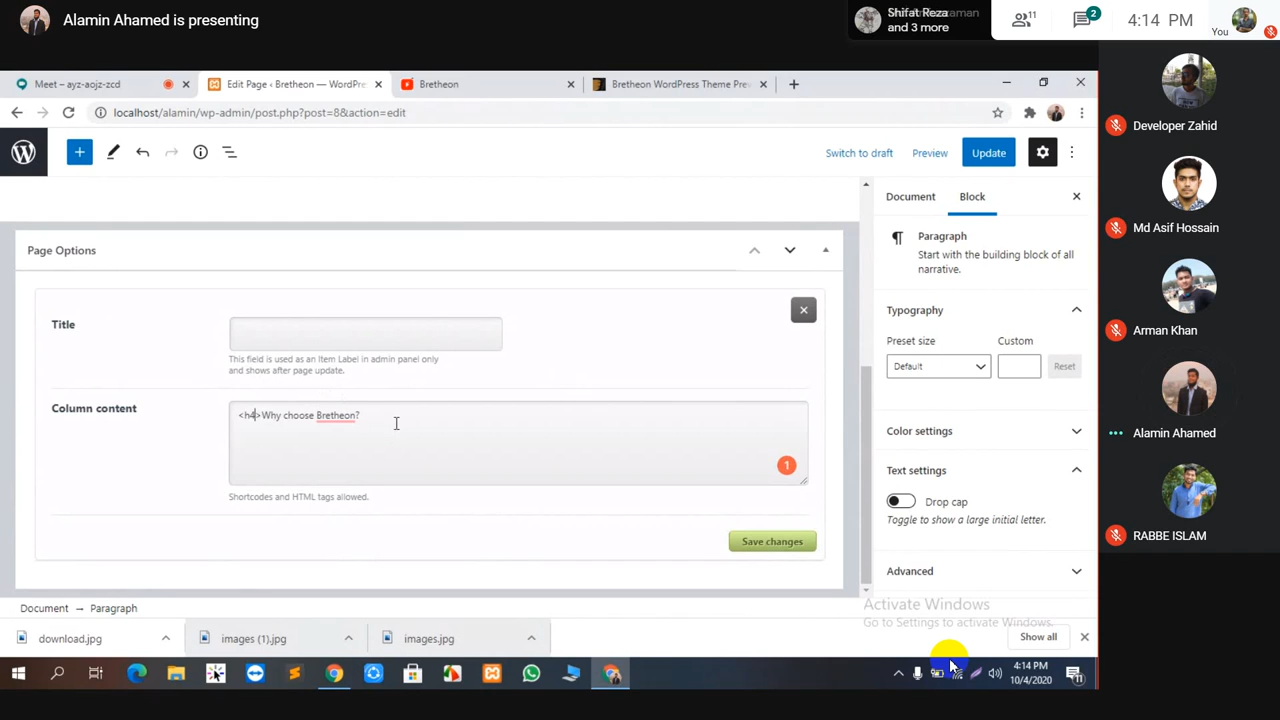 Alamin Ahamed is presenting
Shifat Reza
and 3 more
11
2
4:14 PM
You
Meet – ayz-aojz-zcd
Edit Page ‹ Bretheon — WordPre
Bretheon
Bretheon WordPress Theme Prev
localhost/alamin/wp-admin/post.php?post=8&action=edit
Switch to draft
Preview
Update
Document
Block
Page Options
Paragraph
Start with the building block of all
narrative.
Title
This field is used as an Item Label in admin panel only
and shows after page update.
Typography
Preset size
Custom
Default
Reset
Column content
<h4>Why choose Bretheon?
1
Shortcodes and HTML tags allowed.
Save changes
Color settings
Text settings
Drop cap
Toggle to show a large initial letter.
Advanced
Document → Paragraph
Activate Windows
Go to Settings to activate Windows.
download.jpg
images (1).jpg
images.jpg
Show all
4:14 PM
10/4/2020
11
Developer Zahid
Md Asif Hossain
Arman Khan
Alamin Ahamed
RABBE ISLAM